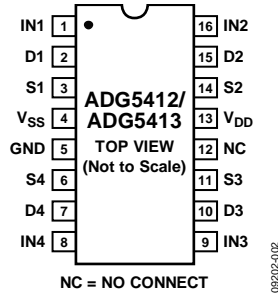 IN1 1 16 IN2
D1 2 15 D2
S1 3 14 S2
VSS 4 13 VDD
GND 5 12 NC
S4 6 11 S3
D4 7 10 D3
IN4 8 9 IN3
ADG5412/
ADG5413
TOP VIEW
(Not to Scale)
NC = NO CONNECT
09202-002